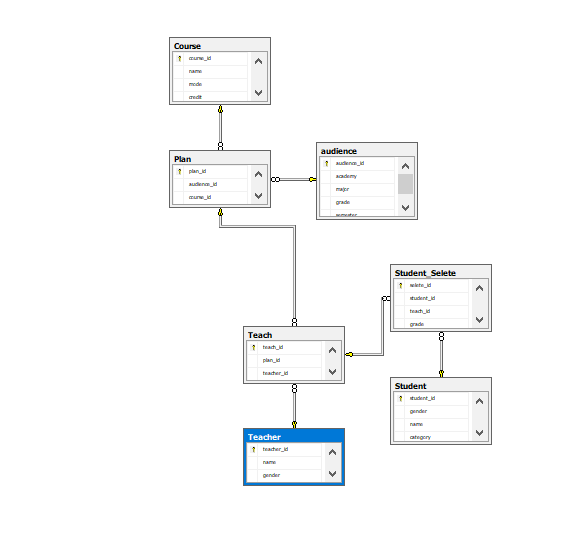 Course
course_id
name
mode
credit
Plan
plan_id
audience_id
course_id
audience
audience_id
academy
major
grade
semester
Student_Selete
selete_id
student_id
teach_id
grade
Teach
teach_id
plan_id
teacher_id
Student
student_id
gender
name
category
Teacher
teacher_id
name
gender